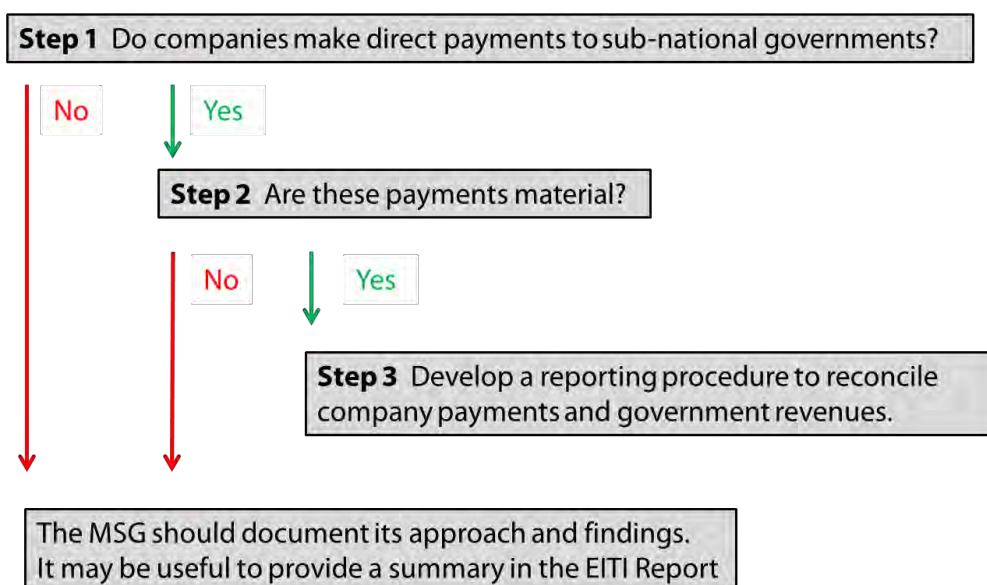 Step 1 Do companies make direct payments to sub-national governments?
No
Yes
Step 2 Are these payments material?
No
Yes
Step 3 Develop a reporting procedure to reconcile
company payments and government revenues.
The MSG should document its approach and findings.
It may be useful to provide a summary in the EITI Report